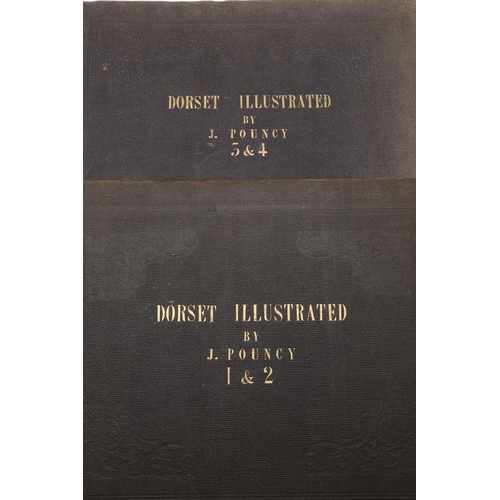 DORSET ILLUSTRATED
BY
J. POUNCY
3 & 4
DORSET ILLUSTRATED
BY
J. POUNCY
1 & 2